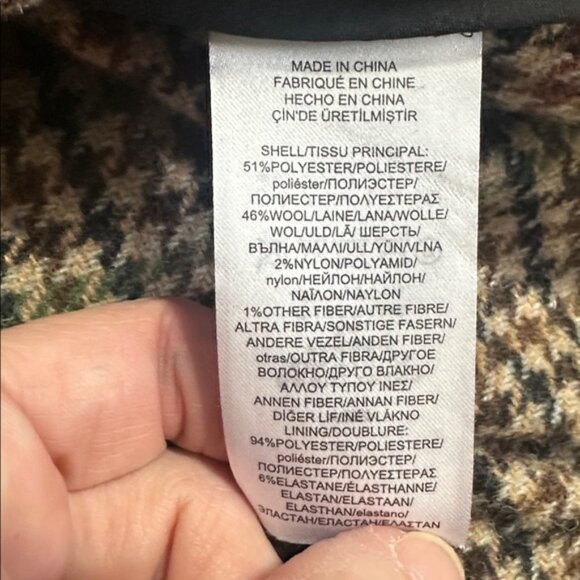 MADE IN CHINA
FABRIQUÉ EN CHINE
HECHO EN CHINA
ÇİN'DE ÜRETİLMİŞTİR
SHELL/TISSU PRINCIPAL:
51%POLYESTER/POLIESTERE/
poliéster/ПОЛИЭСТЕР/
ПОЛИЕСТЕР/ΠΟΛΥΕΣΤΕΡΑΣ
46%WOOL/LAINE/LANA/WOLLE/
WOL/ULD/LÃ/ ШЕРСТЬ/
ВЪЛНА/ΜΑΛΛΙ/ULL/YÜN/VLNA
2%NYLON/POLYAMID/
nylon/НЕЙЛОН/НАЙЛОН/
ΝΑΪΛΟΝ/NAYLON
1%OTHER FIBER/AUTRE FIBRE/
ALTRA FIBRA/SONSTIGE FASERN/
ANDERE VEZEL/ANDEN FIBER/
otras/OUTRA FIBRA/ДРУГОЕ
ВОЛОКНО/ДРУГО ВЛАКНО/
ΑΛΛΟΥ ΤΥΠΟΥ ΙΝΕΣ/
ANNEN FIBER/ANNAN FIBER/
DİĞER LİF/INÉ VLÁKNO
LINING/DOUBLURE:
94%POLYESTER/POLIESTERE/
poliéster/ПОЛИЭСТЕР/
ПОЛИЕСТЕР/ΠΟΛΥΕΣΤΕΡΑΣ
6%ELASTANE/ÉLASTHANNE/
ELASTAN/ELASTAAN/
ELASTHAN/elastano/
ЭЛАСТАН/ЕЛАСТАН/ΕΛΑΣΤΑΝ